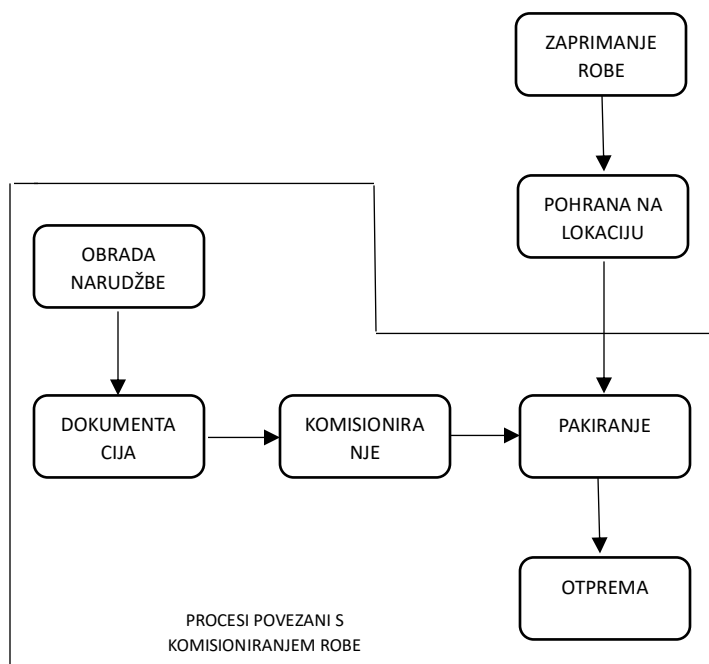 ZAPRIMANJE
ROBE
POHRANA NA
LOKACIJU
OBRADA
NARUDŽBE
DOKUMENTA
CIJA
KOMISIONIRA
NJE
PAKIRANJE
OTPREMA
PROCESI POVEZANI S
KOMISIONIRANJEM ROBE